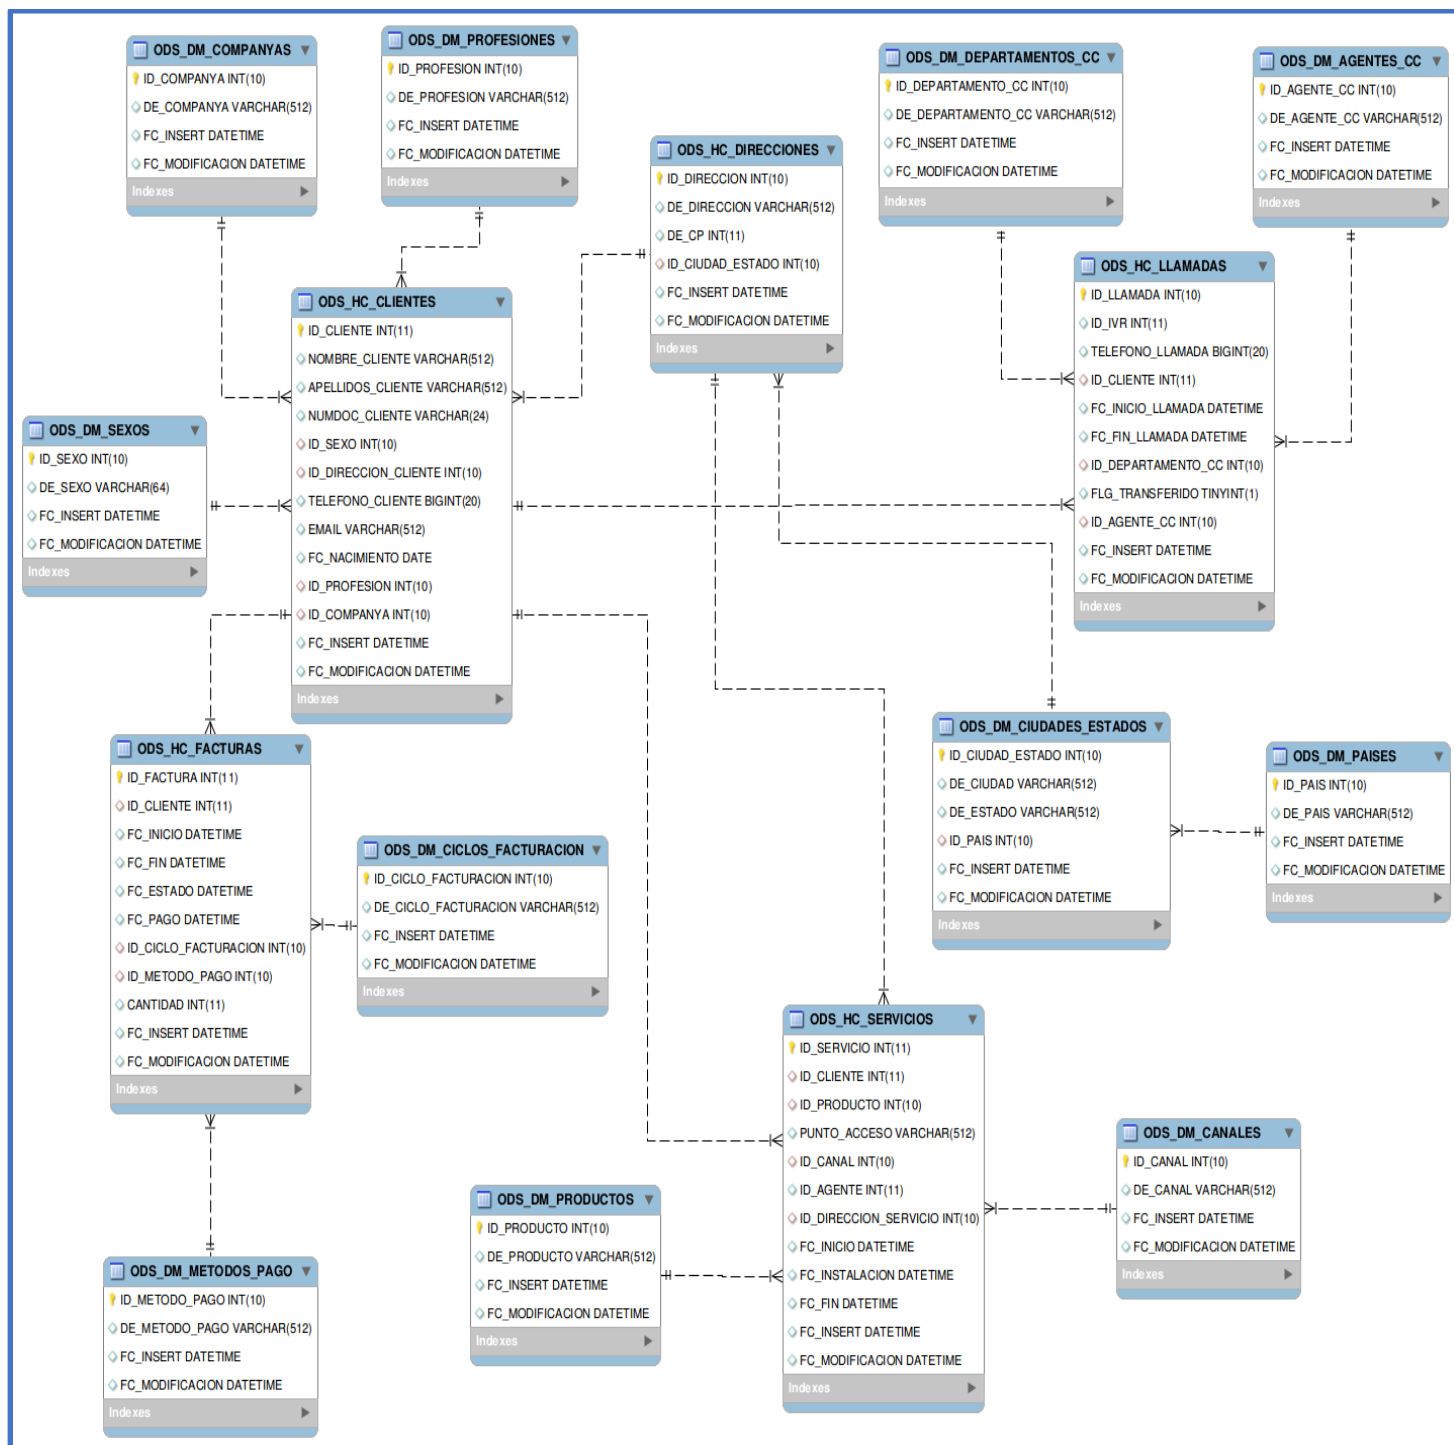 ODS_DM_COMPANYAS
ID_COMPANYA INT(10)
DE_COMPANYA VARCHAR(512)
FC_INSERT DATETIME
FC_MODIFICACION DATETIME
Indexes
ODS_DM_PROFESIONES
ID_PROFESION INT(10)
DE_PROFESION VARCHAR(512)
FC_INSERT DATETIME
FC_MODIFICACION DATETIME
Indexes
ODS_HC_DIRECCIONES
ID_DIRECCION INT(10)
DE_DIRECCION VARCHAR(512)
DE_CP INT(11)
ID_CIUDAD_ESTADO INT(10)
FC_INSERT DATETIME
FC_MODIFICACION DATETIME
Indexes
ODS_DM_DEPARTAMENTOS_CC
ID_DEPARTAMENTO_CC INT(10)
DE_DEPARTAMENTO_CC VARCHAR(512)
FC_INSERT DATETIME
FC_MODIFICACION DATETIME
Indexes
ODS_DM_AGENTES_CC
ID_AGENTE_CC INT(10)
DE_AGENTE_CC VARCHAR(512)
FC_INSERT DATETIME
FC_MODIFICACION DATETIME
Indexes
ODS_HC_CLIENTES
ID_CLIENTE INT(11)
NOMBRE_CLIENTE VARCHAR(512)
APELLIDOS_CLIENTE VARCHAR(512)
NUMDOC_CLIENTE VARCHAR(24)
ID_SEXO INT(10)
ID_DIRECCION_CLIENTE INT(10)
TELEFONO_CLIENTE BIGINT(20)
EMAIL VARCHAR(512)
FC_NACIMIENTO DATE
ID_PROFESION INT(10)
ID_COMPANYA INT(10)
FC_INSERT DATETIME
FC_MODIFICACION DATETIME
Indexes
ODS_HC_LLAMADAS
ID_LLAMADA INT(10)
ID_IVR INT(11)
TELEFONO_LLAMADA BIGINT(20)
ID_CLIENTE INT(11)
FC_INICIO_LLAMADA DATETIME
FC_FIN_LLAMADA DATETIME
ID_DEPARTAMENTO_CC INT(10)
FLG_TRANSFERIDO TINYINT(1)
ID_AGENTE_CC INT(10)
FC_INSERT DATETIME
FC_MODIFICACION DATETIME
Indexes
ODS_DM_SEXOS
ID_SEXO INT(10)
DE_SEXO VARCHAR(64)
FC_INSERT DATETIME
FC_MODIFICACION DATETIME
Indexes
ODS_HC_FACTURAS
ID_FACTURA INT(11)
ID_CLIENTE INT(11)
FC_INICIO DATETIME
FC_FIN DATETIME
FC_ESTADO DATETIME
FC_PAGO DATETIME
ID_CICLO_FACTURACION INT(10)
ID_METODO_PAGO INT(10)
CANTIDAD INT(11)
FC_INSERT DATETIME
FC_MODIFICACION DATETIME
Indexes
ODS_DM_CICLOS_FACTURACION
ID_CICLO_FACTURACION INT(10)
DE_CICLO_FACTURACION VARCHAR(512)
FC_INSERT DATETIME
FC_MODIFICACION DATETIME
Indexes
ODS_DM_CIUDADES_ESTADOS
ID_CIUDAD_ESTADO INT(10)
DE_CIUDAD VARCHAR(512)
DE_ESTADO VARCHAR(512)
ID_PAIS INT(10)
FC_INSERT DATETIME
FC_MODIFICACION DATETIME
Indexes
ODS_DM_PAISES
ID_PAIS INT(10)
DE_PAIS VARCHAR(512)
FC_INSERT DATETIME
FC_MODIFICACION DATETIME
Indexes
ODS_HC_SERVICIOS
ID_SERVICIO INT(11)
ID_CLIENTE INT(11)
ID_PRODUCTO INT(10)
PUNTO_ACCESO VARCHAR(512)
ID_CANAL INT(10)
ID_AGENTE INT(11)
ID_DIRECCION_SERVICIO INT(10)
FC_INICIO DATETIME
FC_INSTALACION DATETIME
FC_FIN DATETIME
FC_INSERT DATETIME
FC_MODIFICACION DATETIME
Indexes
ODS_DM_CANALES
ID_CANAL INT(10)
DE_CANAL VARCHAR(512)
FC_INSERT DATETIME
FC_MODIFICACION DATETIME
Indexes
ODS_DM_PRODUCTOS
ID_PRODUCTO INT(10)
DE_PRODUCTO VARCHAR(512)
FC_INSERT DATETIME
FC_MODIFICACION DATETIME
Indexes
ODS_DM_METODOS_PAGO
ID_METODO_PAGO INT(10)
DE_METODO_PAGO VARCHAR(512)
FC_INSERT DATETIME
FC_MODIFICACION DATETIME
Indexes